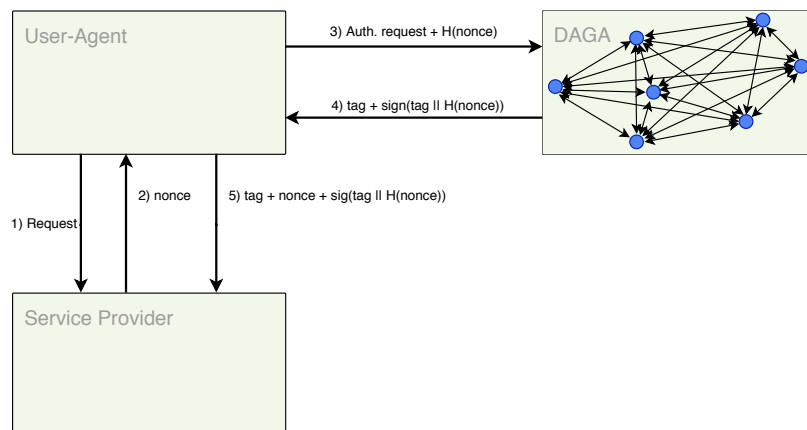 User-Agent
3) Auth. request + H(nonce)
DAGA
4) tag + sign(tag || H(nonce))
1) Request
2) nonce
5) tag + nonce + sig(tag || H(nonce))
Service Provider